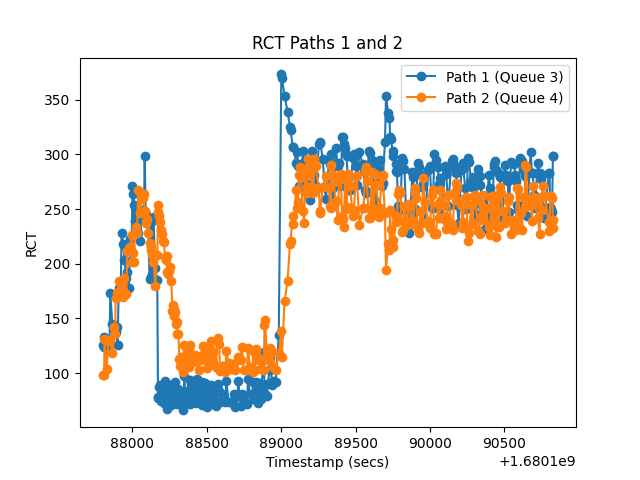 RCT Paths 1 and 2
Path 1 (Queue 3)
Path 2 (Queue 4)
350
300
250
200
150
100
RCT
88000 88500 89000 89500 90000 90500
Timestamp (secs)
+1.6801e9